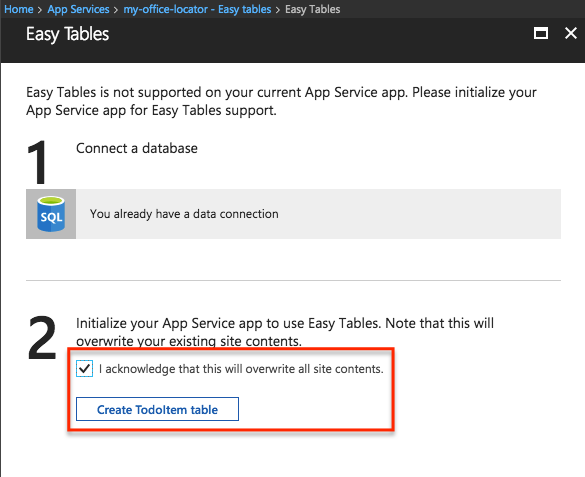 Home > App Services > my-office-locator - Easy tables > Easy Tables
Easy Tables
Easy Tables is not supported on your current App Service app. Please initialize your
App Service app for Easy Tables support.
1
Connect a database
SQL
You already have a data connection
2
Initialize your App Service app to use Easy Tables. Note that this will
overwrite your existing site contents.
I acknowledge that this will overwrite all site contents.
Create TodoItem table